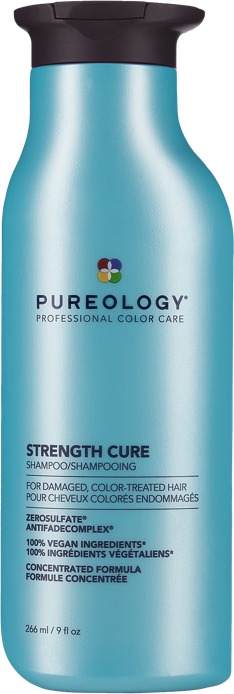 PUREOLOGY®
PROFESSIONAL COLOR CARE
STRENGTH CURE
SHAMPOO/SHAMPOOING
FOR DAMAGED, COLOR-TREATED HAIR
POUR CHEVEUX COLORÉS ENDOMMAGÉS
ZEROSULFATE®
ANTIFADECOMPLEX®
100% VEGAN INGREDIENTS*
100% INGRÉDIENTS VÉGÉTALIENS*
CONCENTRATED FORMULA
FORMULE CONCENTRÉE
266 ml / 9 fl oz